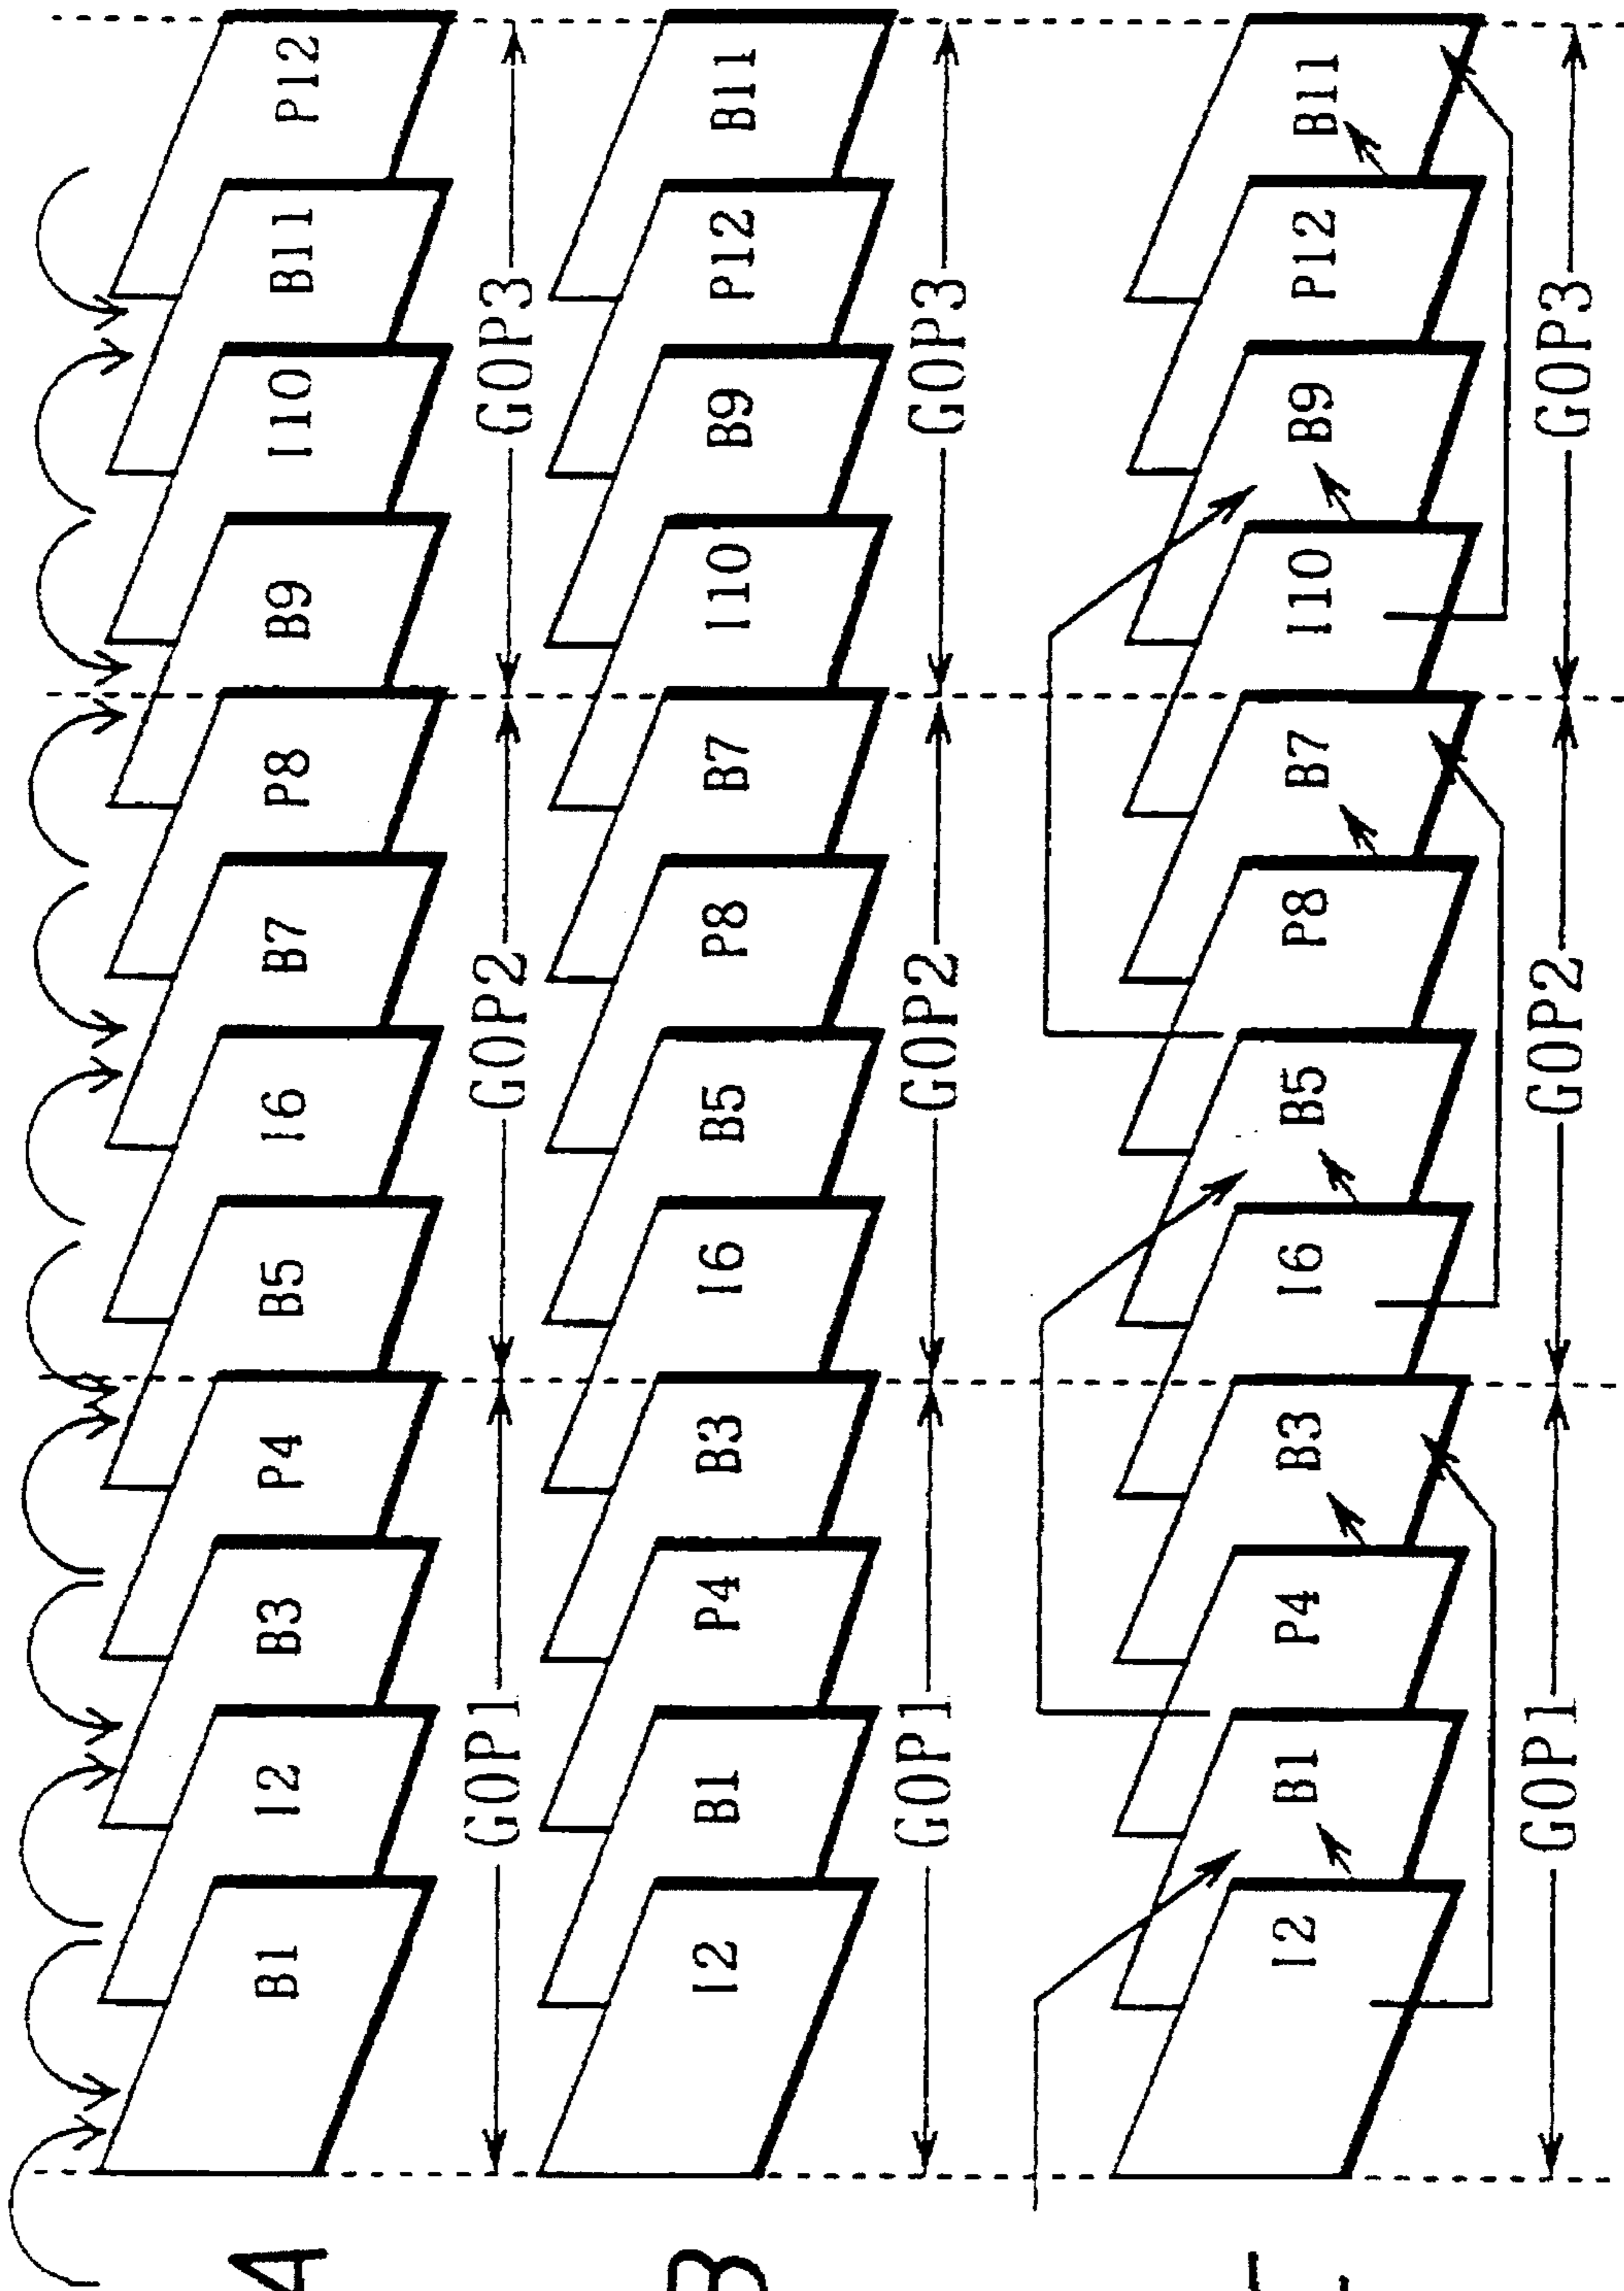 A
B1 I2 B3 P4 B5 I6 B7 P8 B9 I10 B11 P12
GOP1 GOP2 GOP3
B
I2 B1 P4 B3 I6 B5 P8 B7 I10 B9 P12 B11
GOP1 GOP2 GOP3
I2 B1 P4 B3 I6 B5 P8 B7 I10 B9 P12 B11
GOP1 GOP2 GOP3